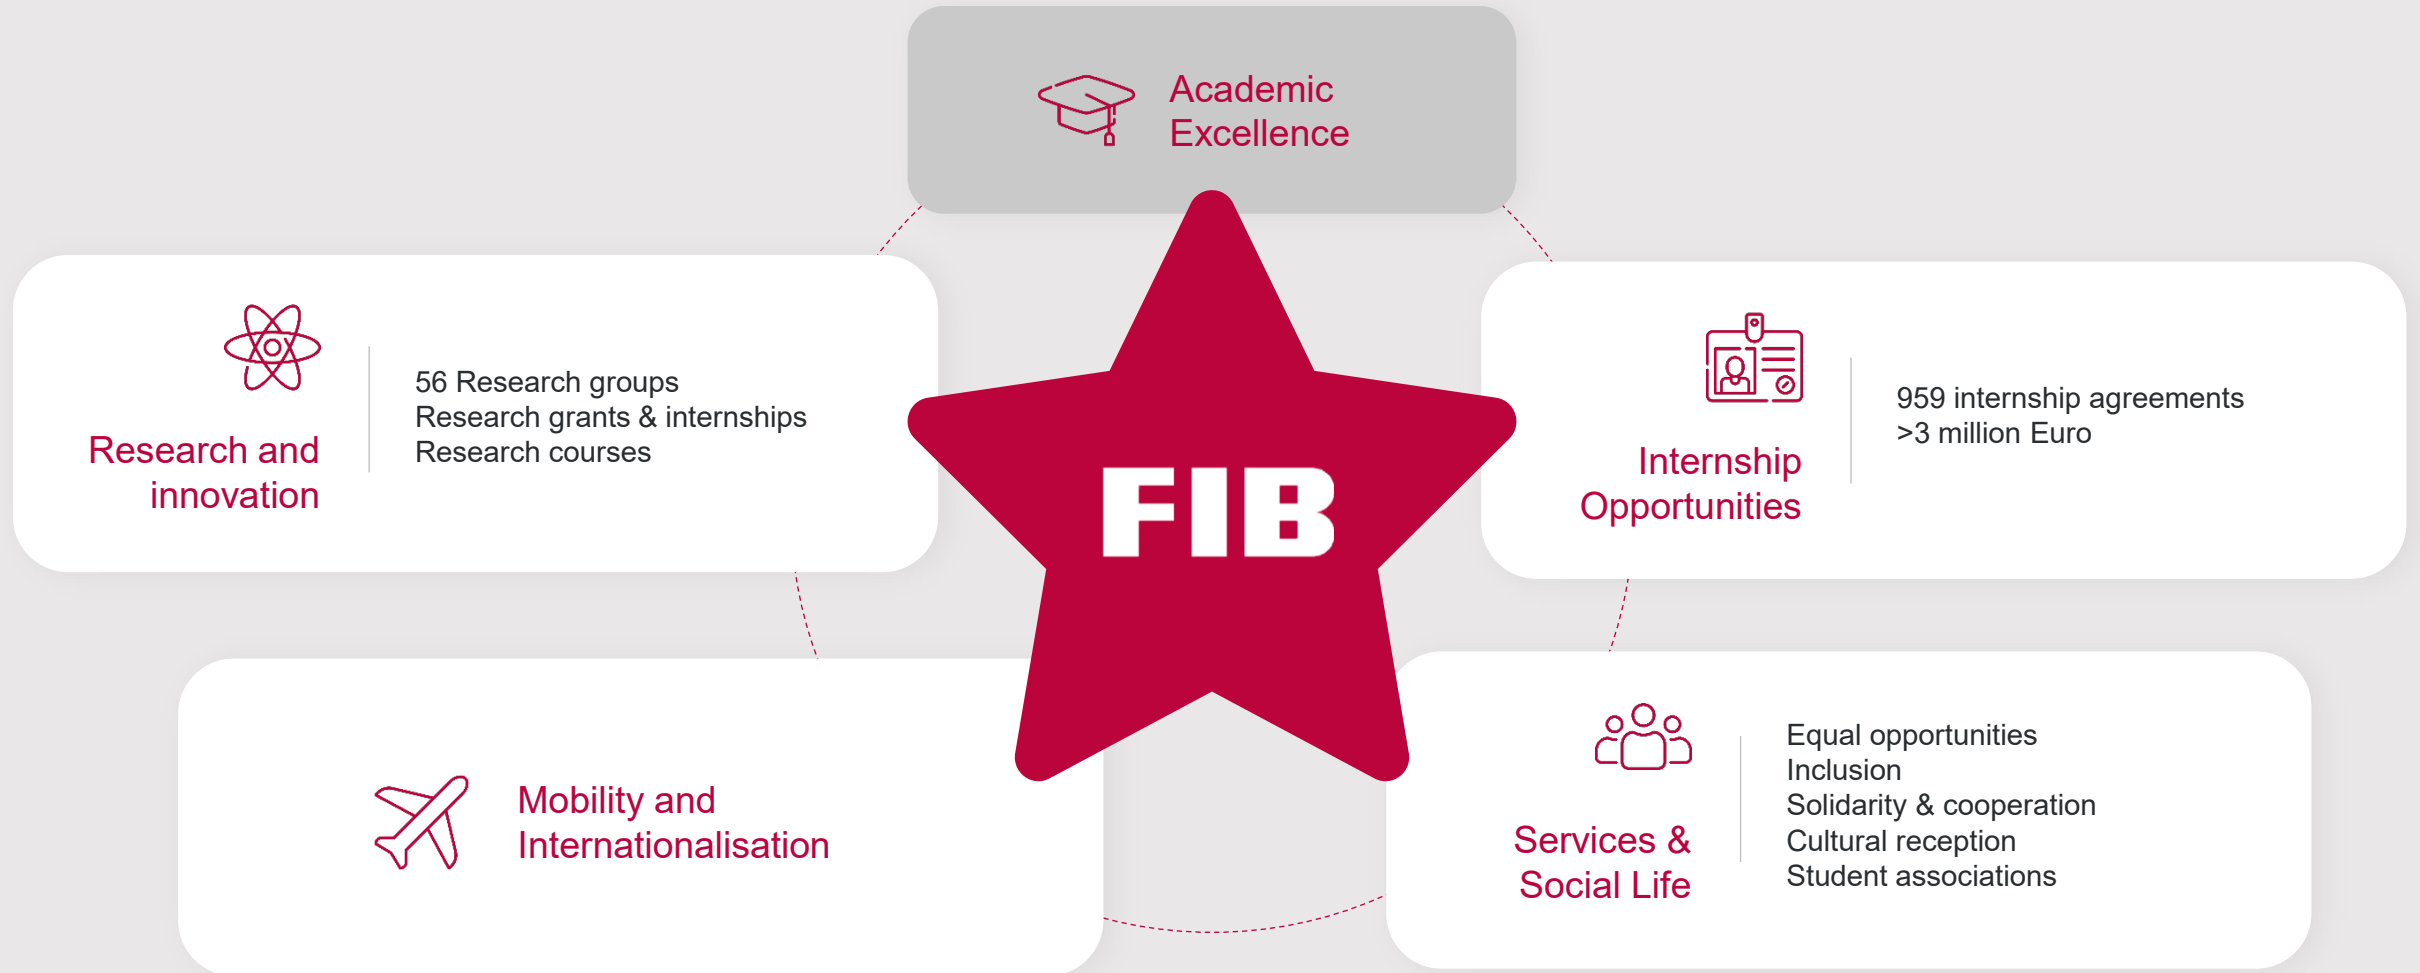 Academic
Excellence
Research and
innovation
56 Research groups
Research grants & internships
Research courses
FIB
Internship
Opportunities
959 internship agreements
>3 million Euro
Mobility and
Internationalisation
Services &
Social Life
Equal opportunities
Inclusion
Solidarity & cooperation
Cultural reception
Student associations